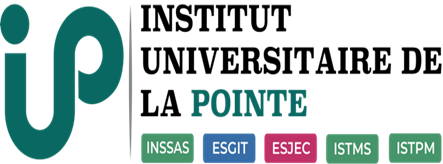 INSTITUT
UNIVERSITAIRE DE
LA POINTE
INSSAS ESGIT ESJEC ISTMS ISTPM